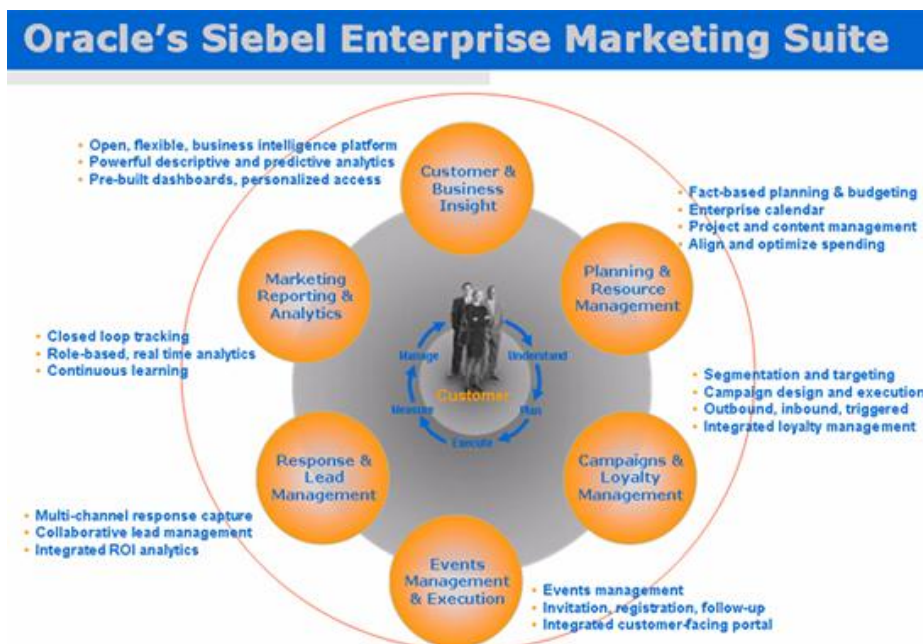 Oracle's Siebel Enterprise Marketing Suite
• Open, flexible, business intelligence platform
• Powerful descriptive and predictive analytics
• Pre-built dashboards, personalized access
Customer &
Business
Insight
• Fact-based planning & budgeting
• Enterprise calendar
• Project and content management
• Align and optimize spending
Planning &
Resource
Management
Marketing
Reporting &
Analytics
• Closed loop tracking
• Role-based, real time analytics
• Continuous learning
Manage
Understand
Customer
Measure
Plan
Execute
• Segmentation and targeting
• Campaign design and execution
• Outbound, inbound, triggered
• Integrated loyalty management
Campaigns &
Loyalty
Management
Response &
Lead
Management
• Multi-channel response capture
• Collaborative lead management
• Integrated ROI analytics
Events
Management
& Execution
• Events management
• Invitation, registration, follow-up
• Integrated customer-facing portal